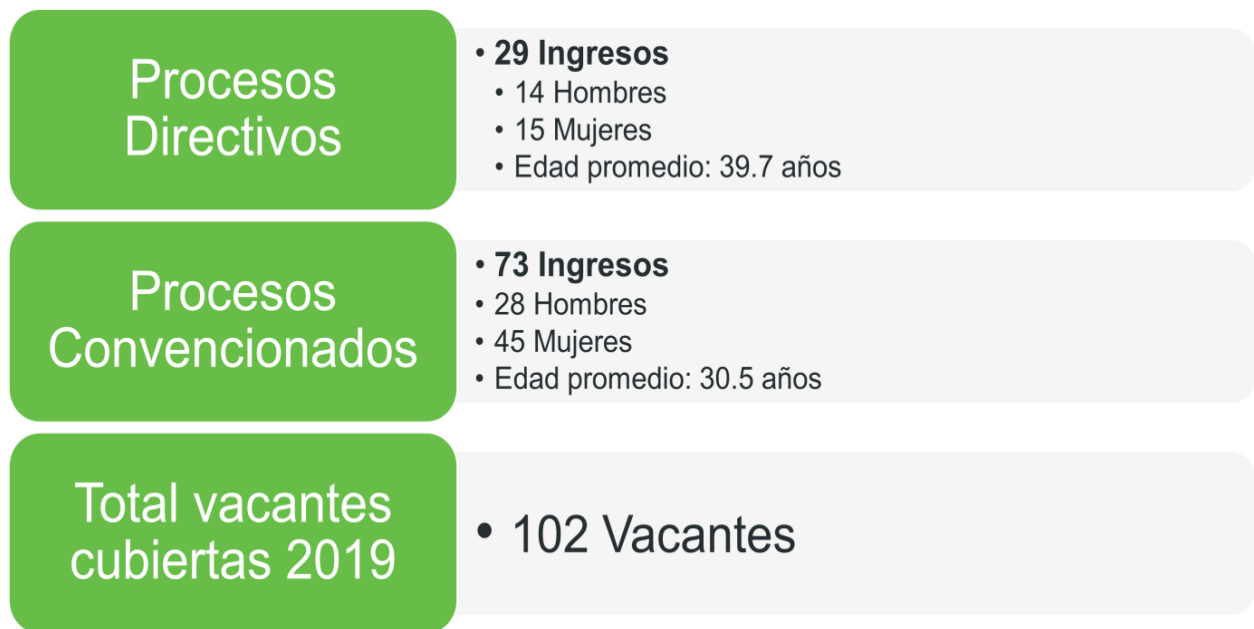 Procesos
Directivos
• 29 Ingresos
• 14 Hombres
• 15 Mujeres
• Edad promedio: 39.7 años
Procesos
Convencionados
• 73 Ingresos
• 28 Hombres
• 45 Mujeres
• Edad promedio: 30.5 años
Total vacantes
cubiertas 2019
• 102 Vacantes